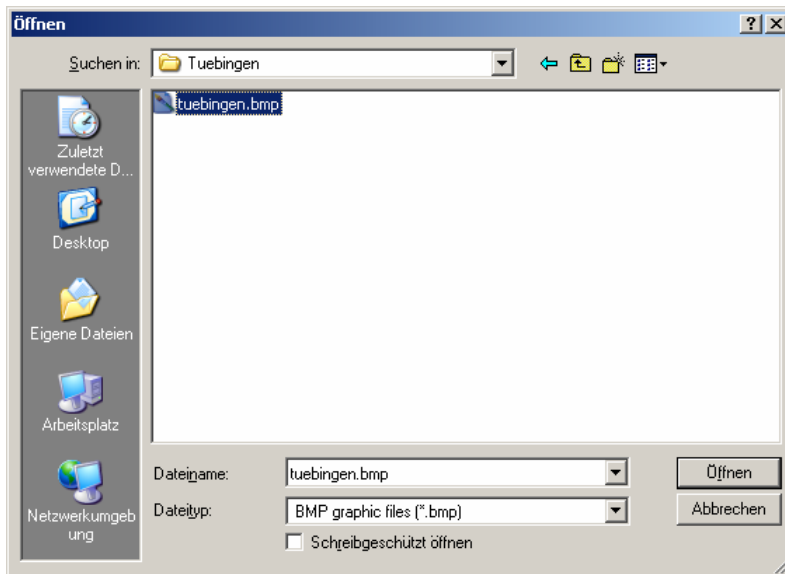 Öffnen
Suchen in:
Tuebingen
tuebingen.bmp
Zuletzt
verwendete D...
Desktop
Eigene Dateien
Arbeitsplatz
Netzwerkumgeb
ung
Dateiname:
tuebingen.bmp
Öffnen
Dateityp:
BMP graphic files (*.bmp)
Abbrechen
Schreibgeschützt öffnen